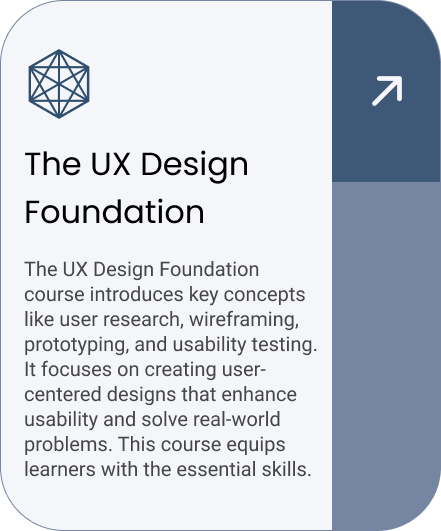 The UX Design
Foundation
The UX Design Foundation
course introduces key concepts
like user research, wireframing,
prototyping, and usability testing.
It focuses on creating user-
centered designs that enhance
usability and solve real-world
problems. This course equips
learners with the essential skills.